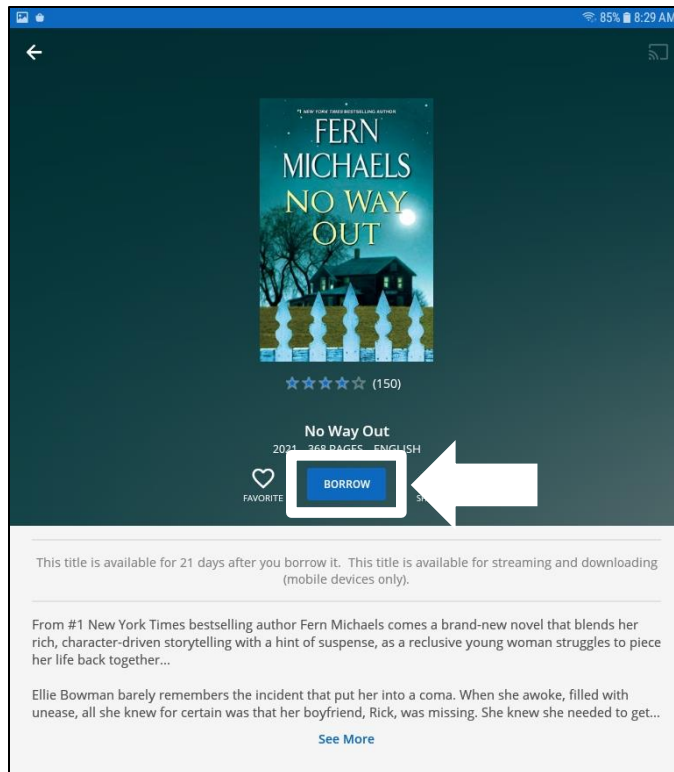 85% 8:29 AM
#1 NEW YORK TIMES BESTSELLING AUTHOR
FERN
MICHAELS
NO WAY
OUT
(150)
No Way Out
2021 368 PAGES ENGLISH
FAVORITE
BORROW
This title is available for 21 days after you borrow it. This title is available for streaming and downloading
(mobile devices only).
From #1 New York Times bestselling author Fern Michaels comes a brand-new novel that blends her
rich, character-driven storytelling with a hint of suspense, as a reclusive young woman struggles to piece
her life back together...
Ellie Bowman barely remembers the incident that put her into a coma. When she awoke, filled with
unease, all she knew for certain was that her boyfriend, Rick, was missing. She knew she needed to get...
See More